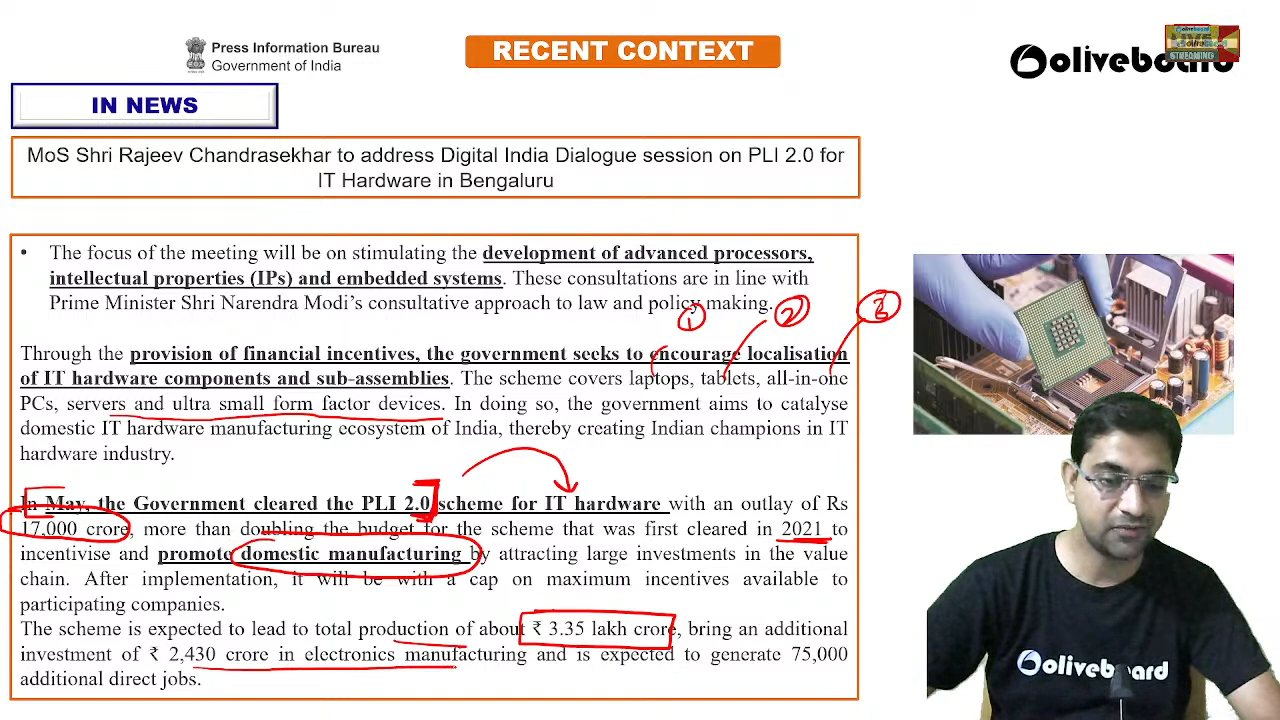 Press Information Bureau
Government of India
RECENT CONTEXT
oliveboard
LIVE
oliveboard
STREAMING
IN NEWS
MoS Shri Rajeev Chandrasekhar to address Digital India Dialogue session on PLI 2.0 for
IT Hardware in Bengaluru
• The focus of the meeting will be on stimulating the development of advanced processors,
intellectual properties (IPs) and embedded systems. These consultations are in line with
Prime Minister Shri Narendra Modi's consultative approach to law and policy making.
1 2 3
Through the provision of financial incentives, the government seeks to encourage localisation
of IT hardware components and sub-assemblies. The scheme covers laptops, tablets, all-in-one
PCs, servers and ultra small form factor devices. In doing so, the government aims to catalyse
domestic IT hardware manufacturing ecosystem of India, thereby creating Indian champions in IT
hardware industry.
In May, the Government cleared the PLI 2.0 scheme for IT hardware with an outlay of Rs
17,000 crore, more than doubling the budget for the scheme that was first cleared in 2021 to
incentivise and promote domestic manufacturing by attracting large investments in the value
chain. After implementation, it will be with a cap on maximum incentives available to
participating companies.
The scheme is expected to lead to total production of about ₹ 3.35 lakh crore, bring an additional
investment of ₹ 2,430 crore in electronics manufacturing and is expected to generate 75,000
additional direct jobs.
oliveboard